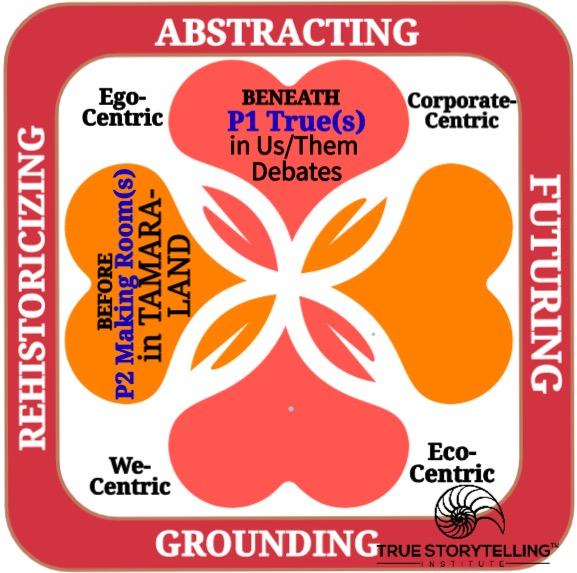 ABSTRACTING
Ego-
Centric
BENEATH
P1 True(s)
in Us/Them
Debates
Corporate-
Centric
REHISTORICIZING
BEFORE
P2 Making Room(s)
in TAMARA-
LAND
FUTURING
We-
Centric
Eco-
Centric
GROUNDING
TRUE STORYTELLING™
INSTITUTE